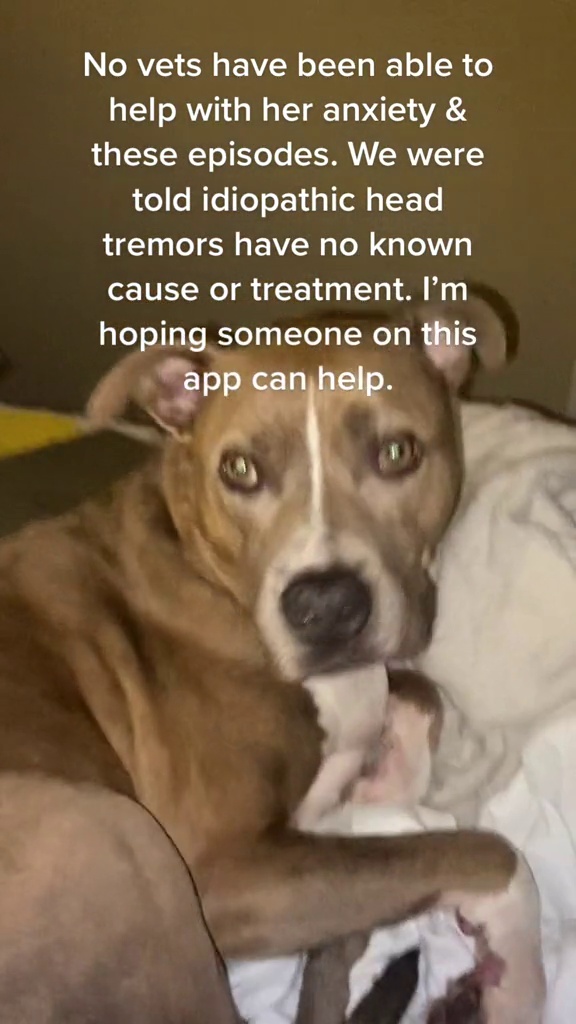 No vets have been able to
help with her anxiety &
these episodes. We were
told idiopathic head
tremors have no known
cause or treatment. I’m
hoping someone on this
app can help.